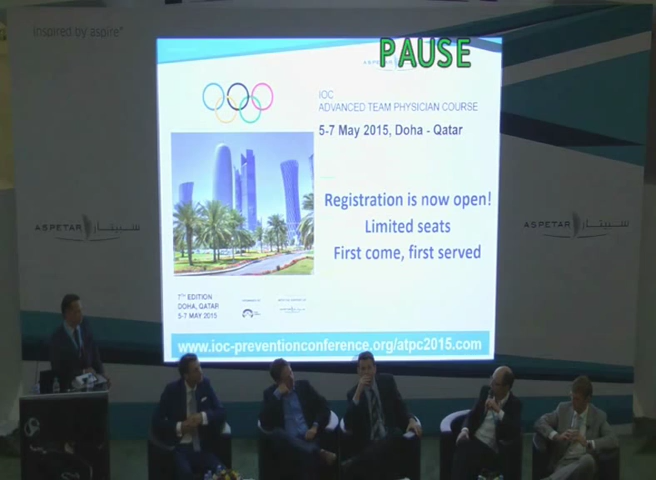 inspired by aspire
PAUSE
IOC
ADVANCED TEAM PHYSICIAN COURSE
5-7 May 2015, Doha - Qatar
Registration is now open!
Limited seats
First come, first served
ASPETAR سبيتار
ASPETAR سبيتار
7TH EDITION
DOHA, QATAR
5-7 MAY 2015
www.ioc-preventionconference.org/atpc2015.com